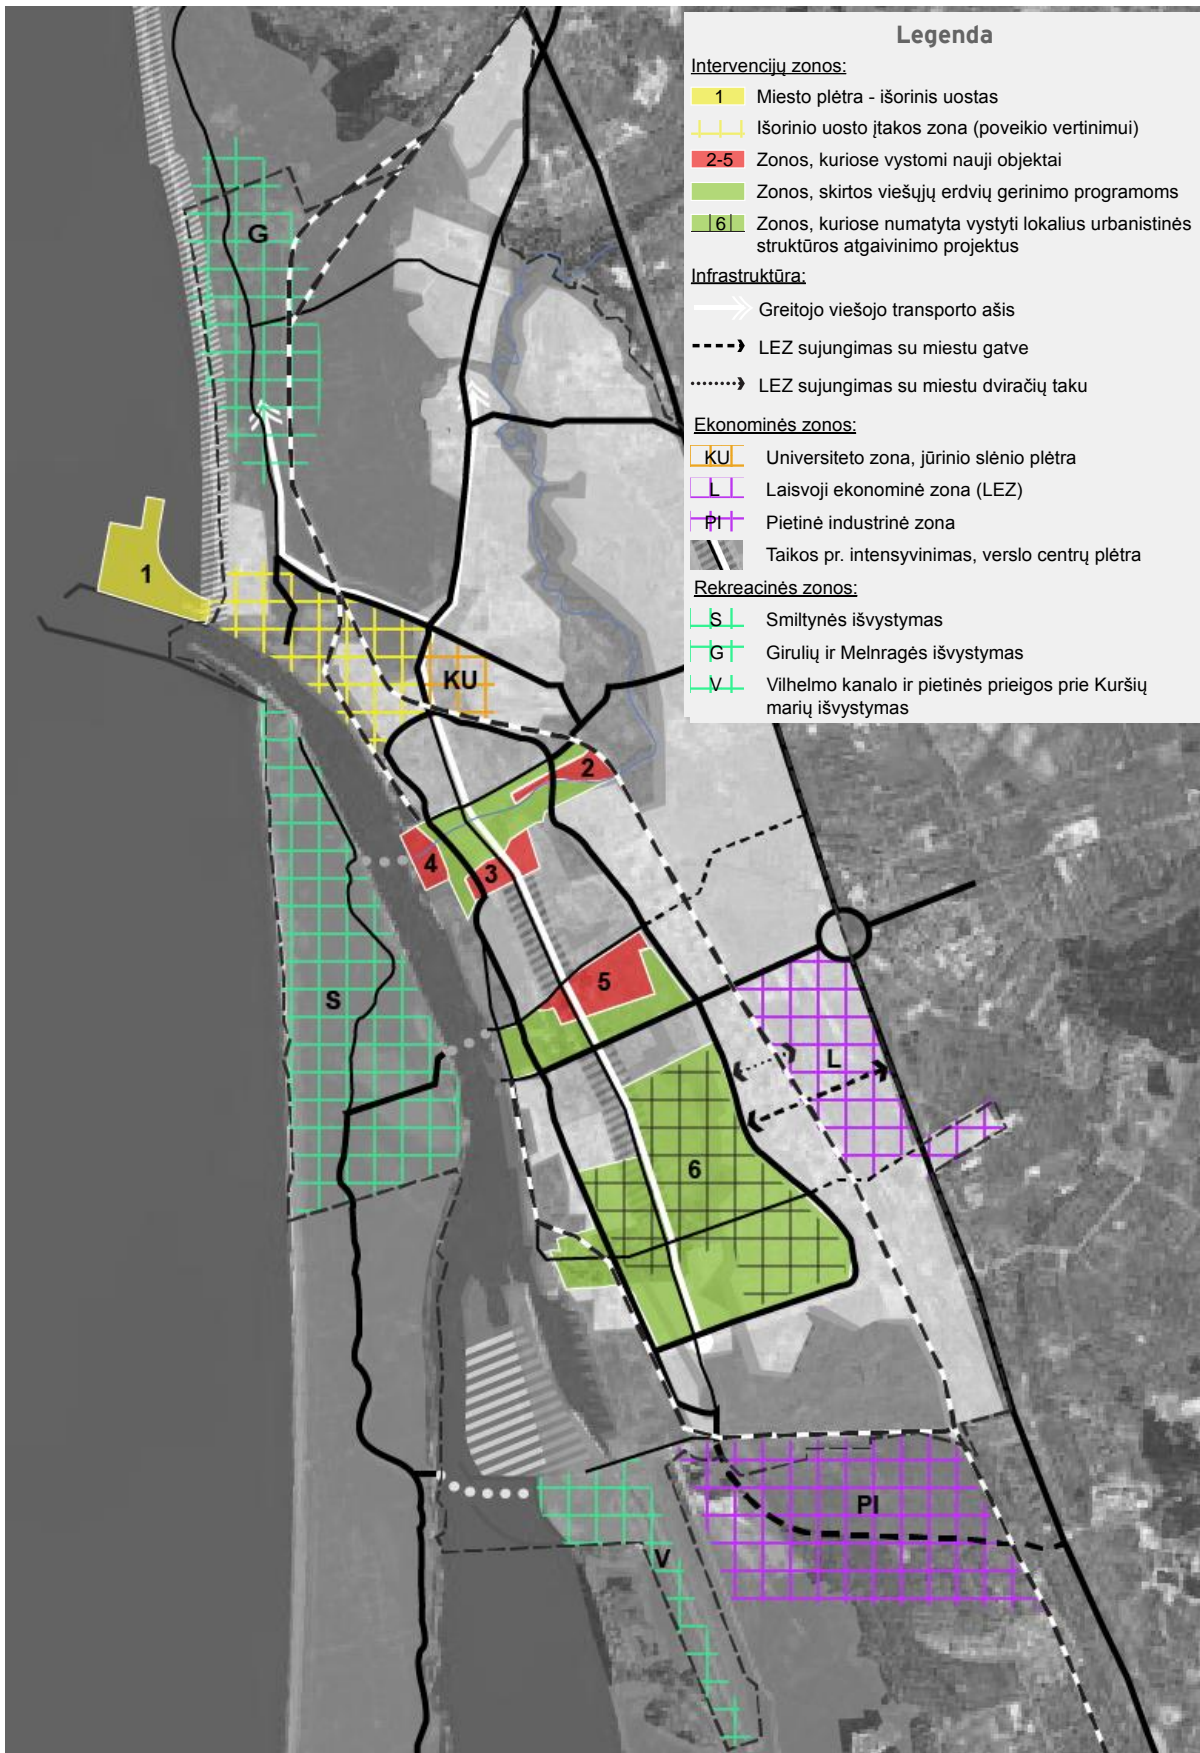 Legenda
Intervencijų zonos:
1 Miesto plėtra - išorinis uostas
Išorinio uosto įtakos zona (poveikio vertinimui)
2-5 Zonos, kuriose vystomi nauji objektai
Zonos, skirtos viešųjų erdvių gerinimo programoms
6 Zonos, kuriose numatyta vystyti lokalius urbanistinės
struktūros atgaivinimo projektus
Infrastruktūra:
Greitojo viešojo transporto ašis
LEZ sujungimas su miestu gatve
LEZ sujungimas su miestu dviračių taku
Ekonominės zonos:
KU Universiteto zona, jūrinio slėnio plėtra
L Laisvoji ekonominė zona (LEZ)
PI Pietinė industrinė zona
Taikos pr. intensyvinimas, verslo centrų plėtra
Rekreacinės zonos:
S Smiltynės išvystymas
G Girulių ir Melnragės išvystymas
V Vilhelmo kanalo ir pietinės prieigos prie Kuršių
marių išvystymas
G
1
KU
2
4
3
5
S
L
6
PI
V